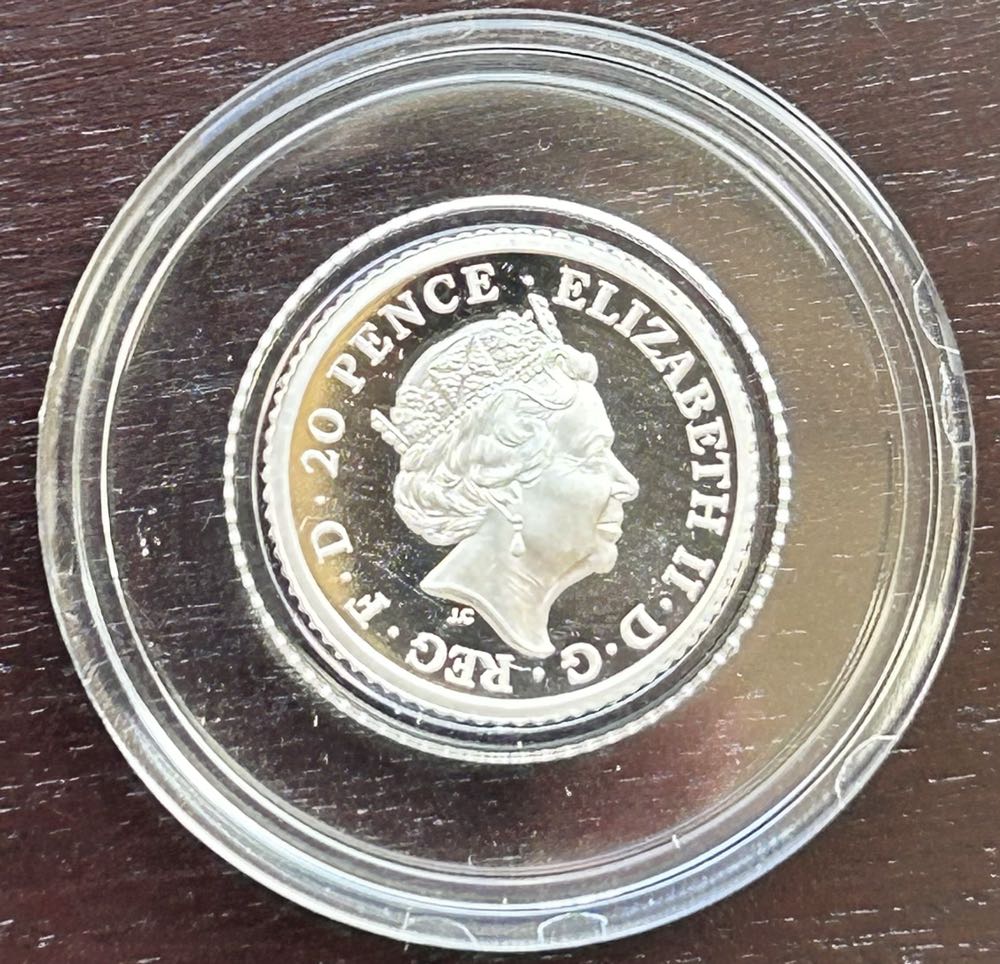 ELIZABETH II · D · G · REG · F · D · 20 PENCE ·
JC